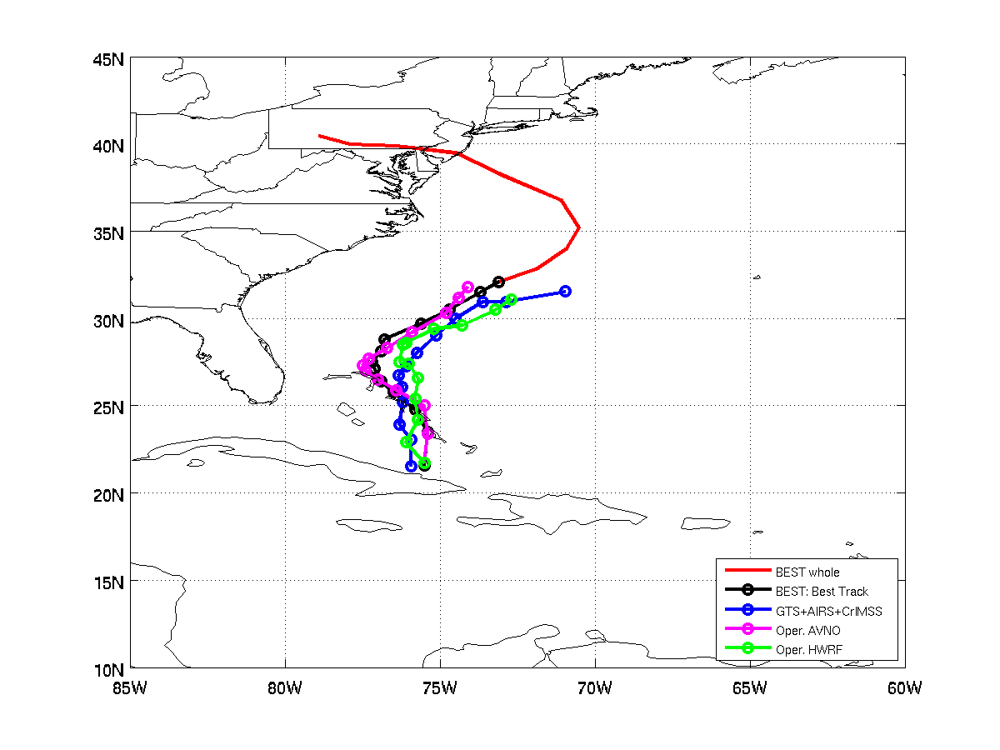 45N
40N
35N
30N
25N
20N
15N
10N
85W
80W
75W
70W
65W
60W
BEST whole
BEST: Best Track
GTS+AIRS+CrIMSS
Oper. AVNO
Oper. HWRF